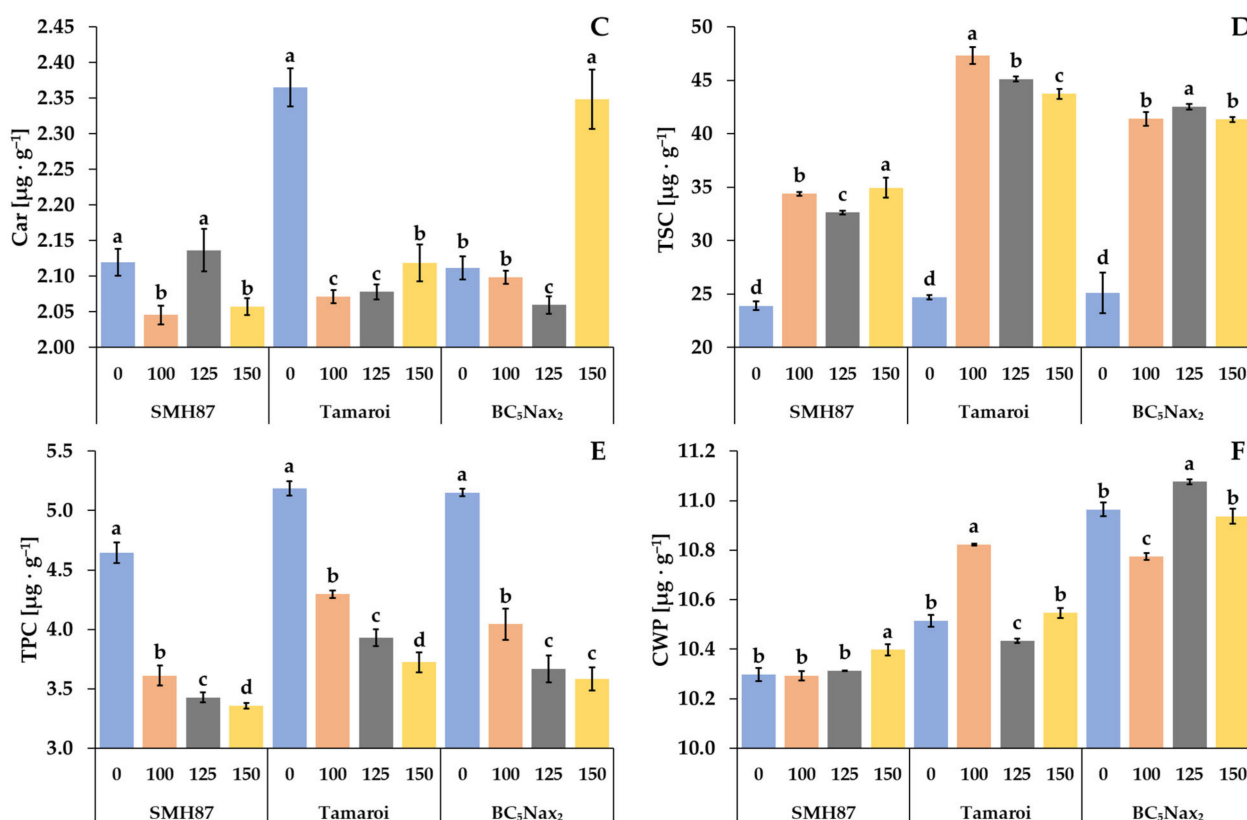 C
Car [µg · g⁻¹]
2.45
2.40
2.35
2.30
2.25
2.20
2.15
2.10
2.05
2.00
a
b
a
b
a
c
c
b
b
b
c
a
0 100 125 150 0 100 125 150 0 100 125 150
SMH87 Tamaroi BC₅Nax₂
D
TSC [µg · g⁻¹]
50
45
40
35
30
25
20
d
b
c
a
d
a
b
c
d
b
a
b
0 100 125 150 0 100 125 150 0 100 125 150
SMH87 Tamaroi BC₅Nax₂
E
TPC [µg · g⁻¹]
5.5
5.0
4.5
4.0
3.5
3.0
a
b
c
d
a
b
c
d
a
b
c
c
0 100 125 150 0 100 125 150 0 100 125 150
SMH87 Tamaroi BC₅Nax₂
F
CWP [µg · g⁻¹]
11.2
11.0
10.8
10.6
10.4
10.2
10.0
b
b
b
a
b
a
c
b
b
c
a
b
0 100 125 150 0 100 125 150 0 100 125 150
SMH87 Tamaroi BC₅Nax₂